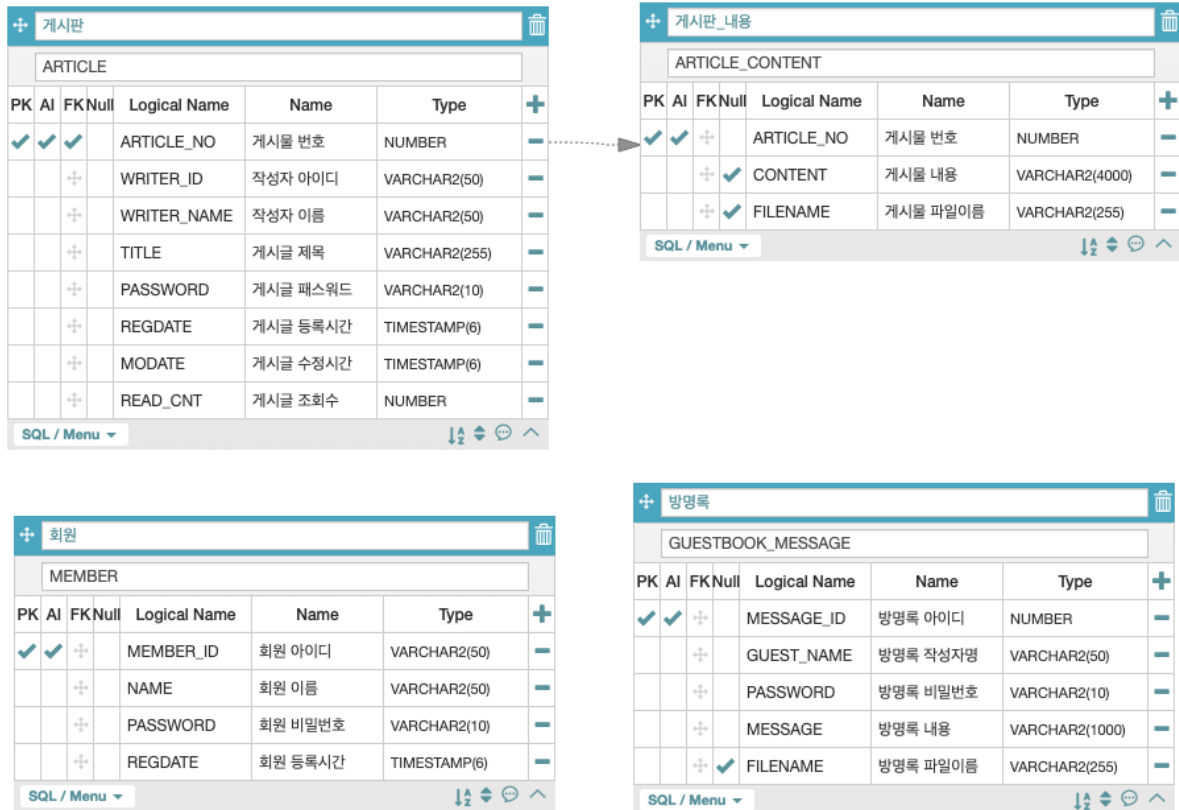 게시판
ARTICLE
PK AI FK Null Logical Name Name Type
ARTICLE_NO 게시물 번호 NUMBER
WRITER_ID 작성자 아이디 VARCHAR2(50)
WRITER_NAME 작성자 이름 VARCHAR2(50)
TITLE 게시글 제목 VARCHAR2(255)
PASSWORD 게시글 패스워드 VARCHAR2(10)
REGDATE 게시글 등록시간 TIMESTAMP(6)
MODATE 게시글 수정시간 TIMESTAMP(6)
READ_CNT 게시글 조회수 NUMBER
SQL / Menu
게시판_내용
ARTICLE_CONTENT
PK AI FK Null Logical Name Name Type
ARTICLE_NO 게시물 번호 NUMBER
CONTENT 게시물 내용 VARCHAR2(4000)
FILENAME 게시물 파일이름 VARCHAR2(255)
SQL / Menu
회원
MEMBER
PK AI FK Null Logical Name Name Type
MEMBER_ID 회원 아이디 VARCHAR2(50)
NAME 회원 이름 VARCHAR2(50)
PASSWORD 회원 비밀번호 VARCHAR2(10)
REGDATE 회원 등록시간 TIMESTAMP(6)
SQL / Menu
방명록
GUESTBOOK_MESSAGE
PK AI FK Null Logical Name Name Type
MESSAGE_ID 방명록 아이디 NUMBER
GUEST_NAME 방명록 작성자명 VARCHAR2(50)
PASSWORD 방명록 비밀번호 VARCHAR2(10)
MESSAGE 방명록 내용 VARCHAR2(1000)
FILENAME 방명록 파일이름 VARCHAR2(255)
SQL / Menu